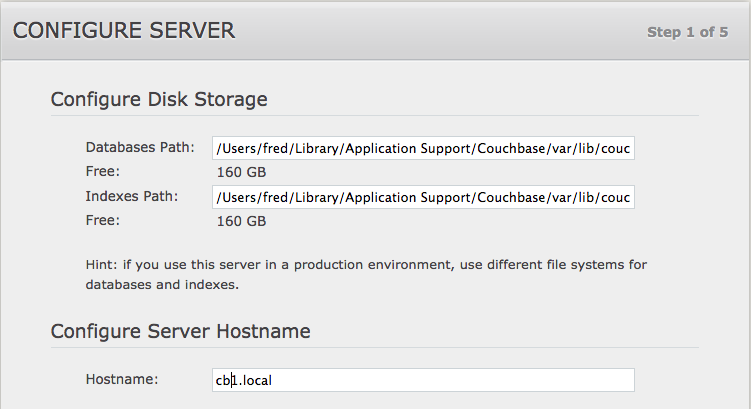 CONFIGURE SERVER Step 1 of 5
Configure Disk Storage
Databases Path: /Users/fred/Library/Application Support/Couchbase/var/lib/couc
Free: 160 GB
Indexes Path: /Users/fred/Library/Application Support/Couchbase/var/lib/couc
Free: 160 GB
Hint: if you use this server in a production environment, use different file systems for
databases and indexes.
Configure Server Hostname
Hostname: cb1.local